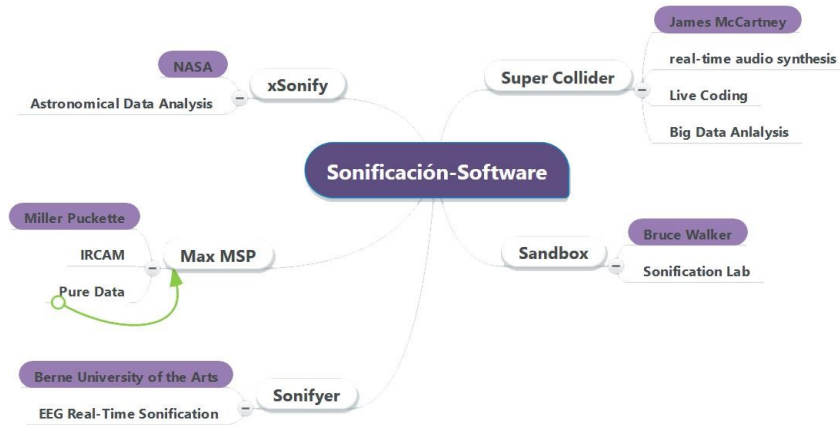 Sonificación-Software
xSonify
NASA
Astronomical Data Analysis
Max MSP
Miller Puckette
IRCAM
Pure Data
Sonifyer
Berne University of the Arts
EEG Real-Time Sonification
Super Collider
James McCartney
real-time audio synthesis
Live Coding
Big Data Anlalysis
Sandbox
Bruce Walker
Sonification Lab